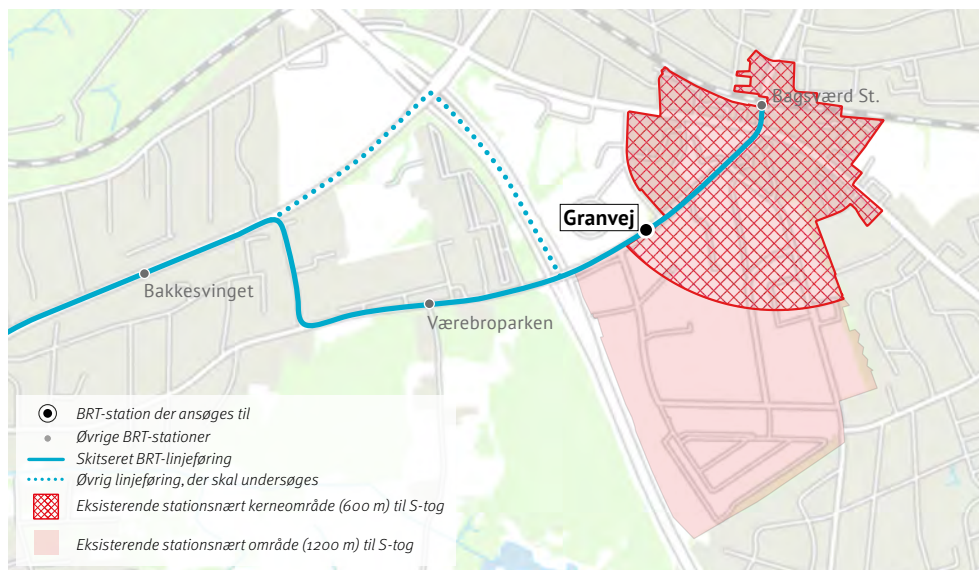 Bagsværd St.
Granvej
Bakkesvinget
Værebroparken
BRT-station der ansøges til
Øvrige BRT-stationer
Skitseret BRT-linjeføring
Øvrig linjeføring, der skal undersøges
Eksisterende stationsnært kerneområde (600 m) til S-tog
Eksisterende stationsnært område (1200 m) til S-tog